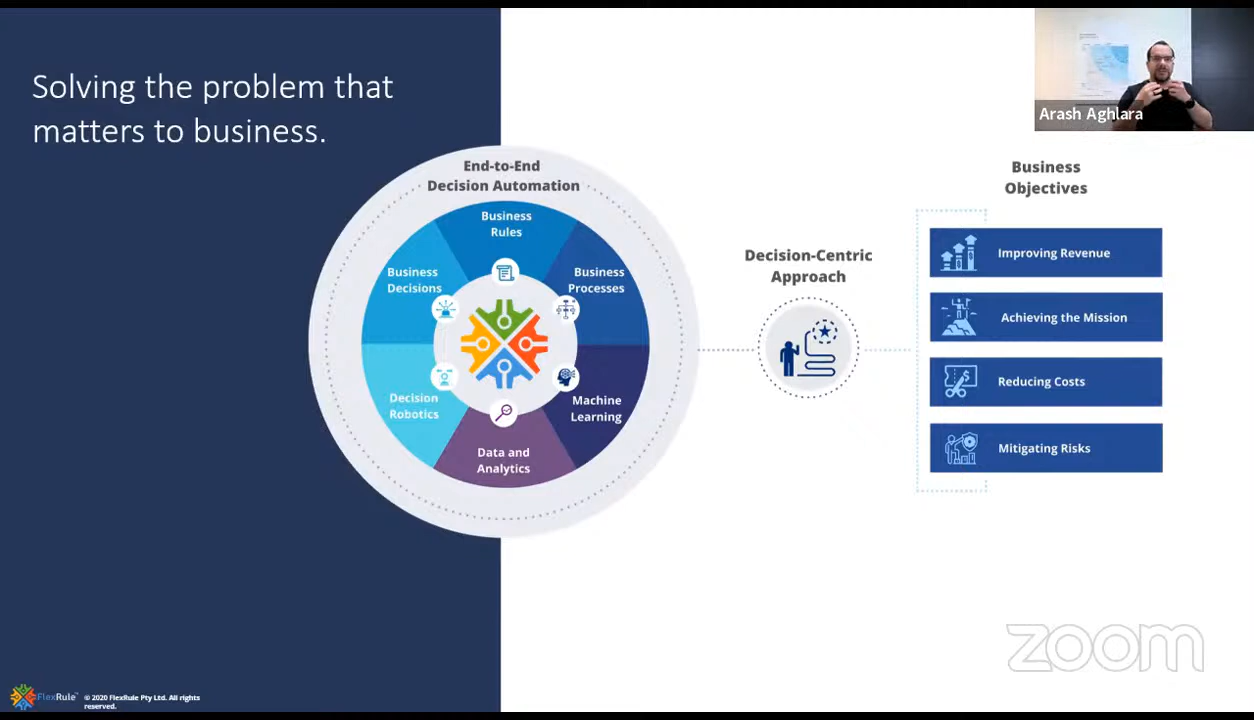 Solving the problem that
matters to business.
Arash Aghlara
End-to-End
Decision Automation
Business
Rules
Business
Decisions
Business
Processes
Decision
Robotics
Machine
Learning
Data and
Analytics
Decision-Centric
Approach
Business
Objectives
Improving Revenue
Achieving the Mission
Reducing Costs
Mitigating Risks
zoom
FlexRule™
© 2020 FlexRule Pty Ltd. All rights
reserved.